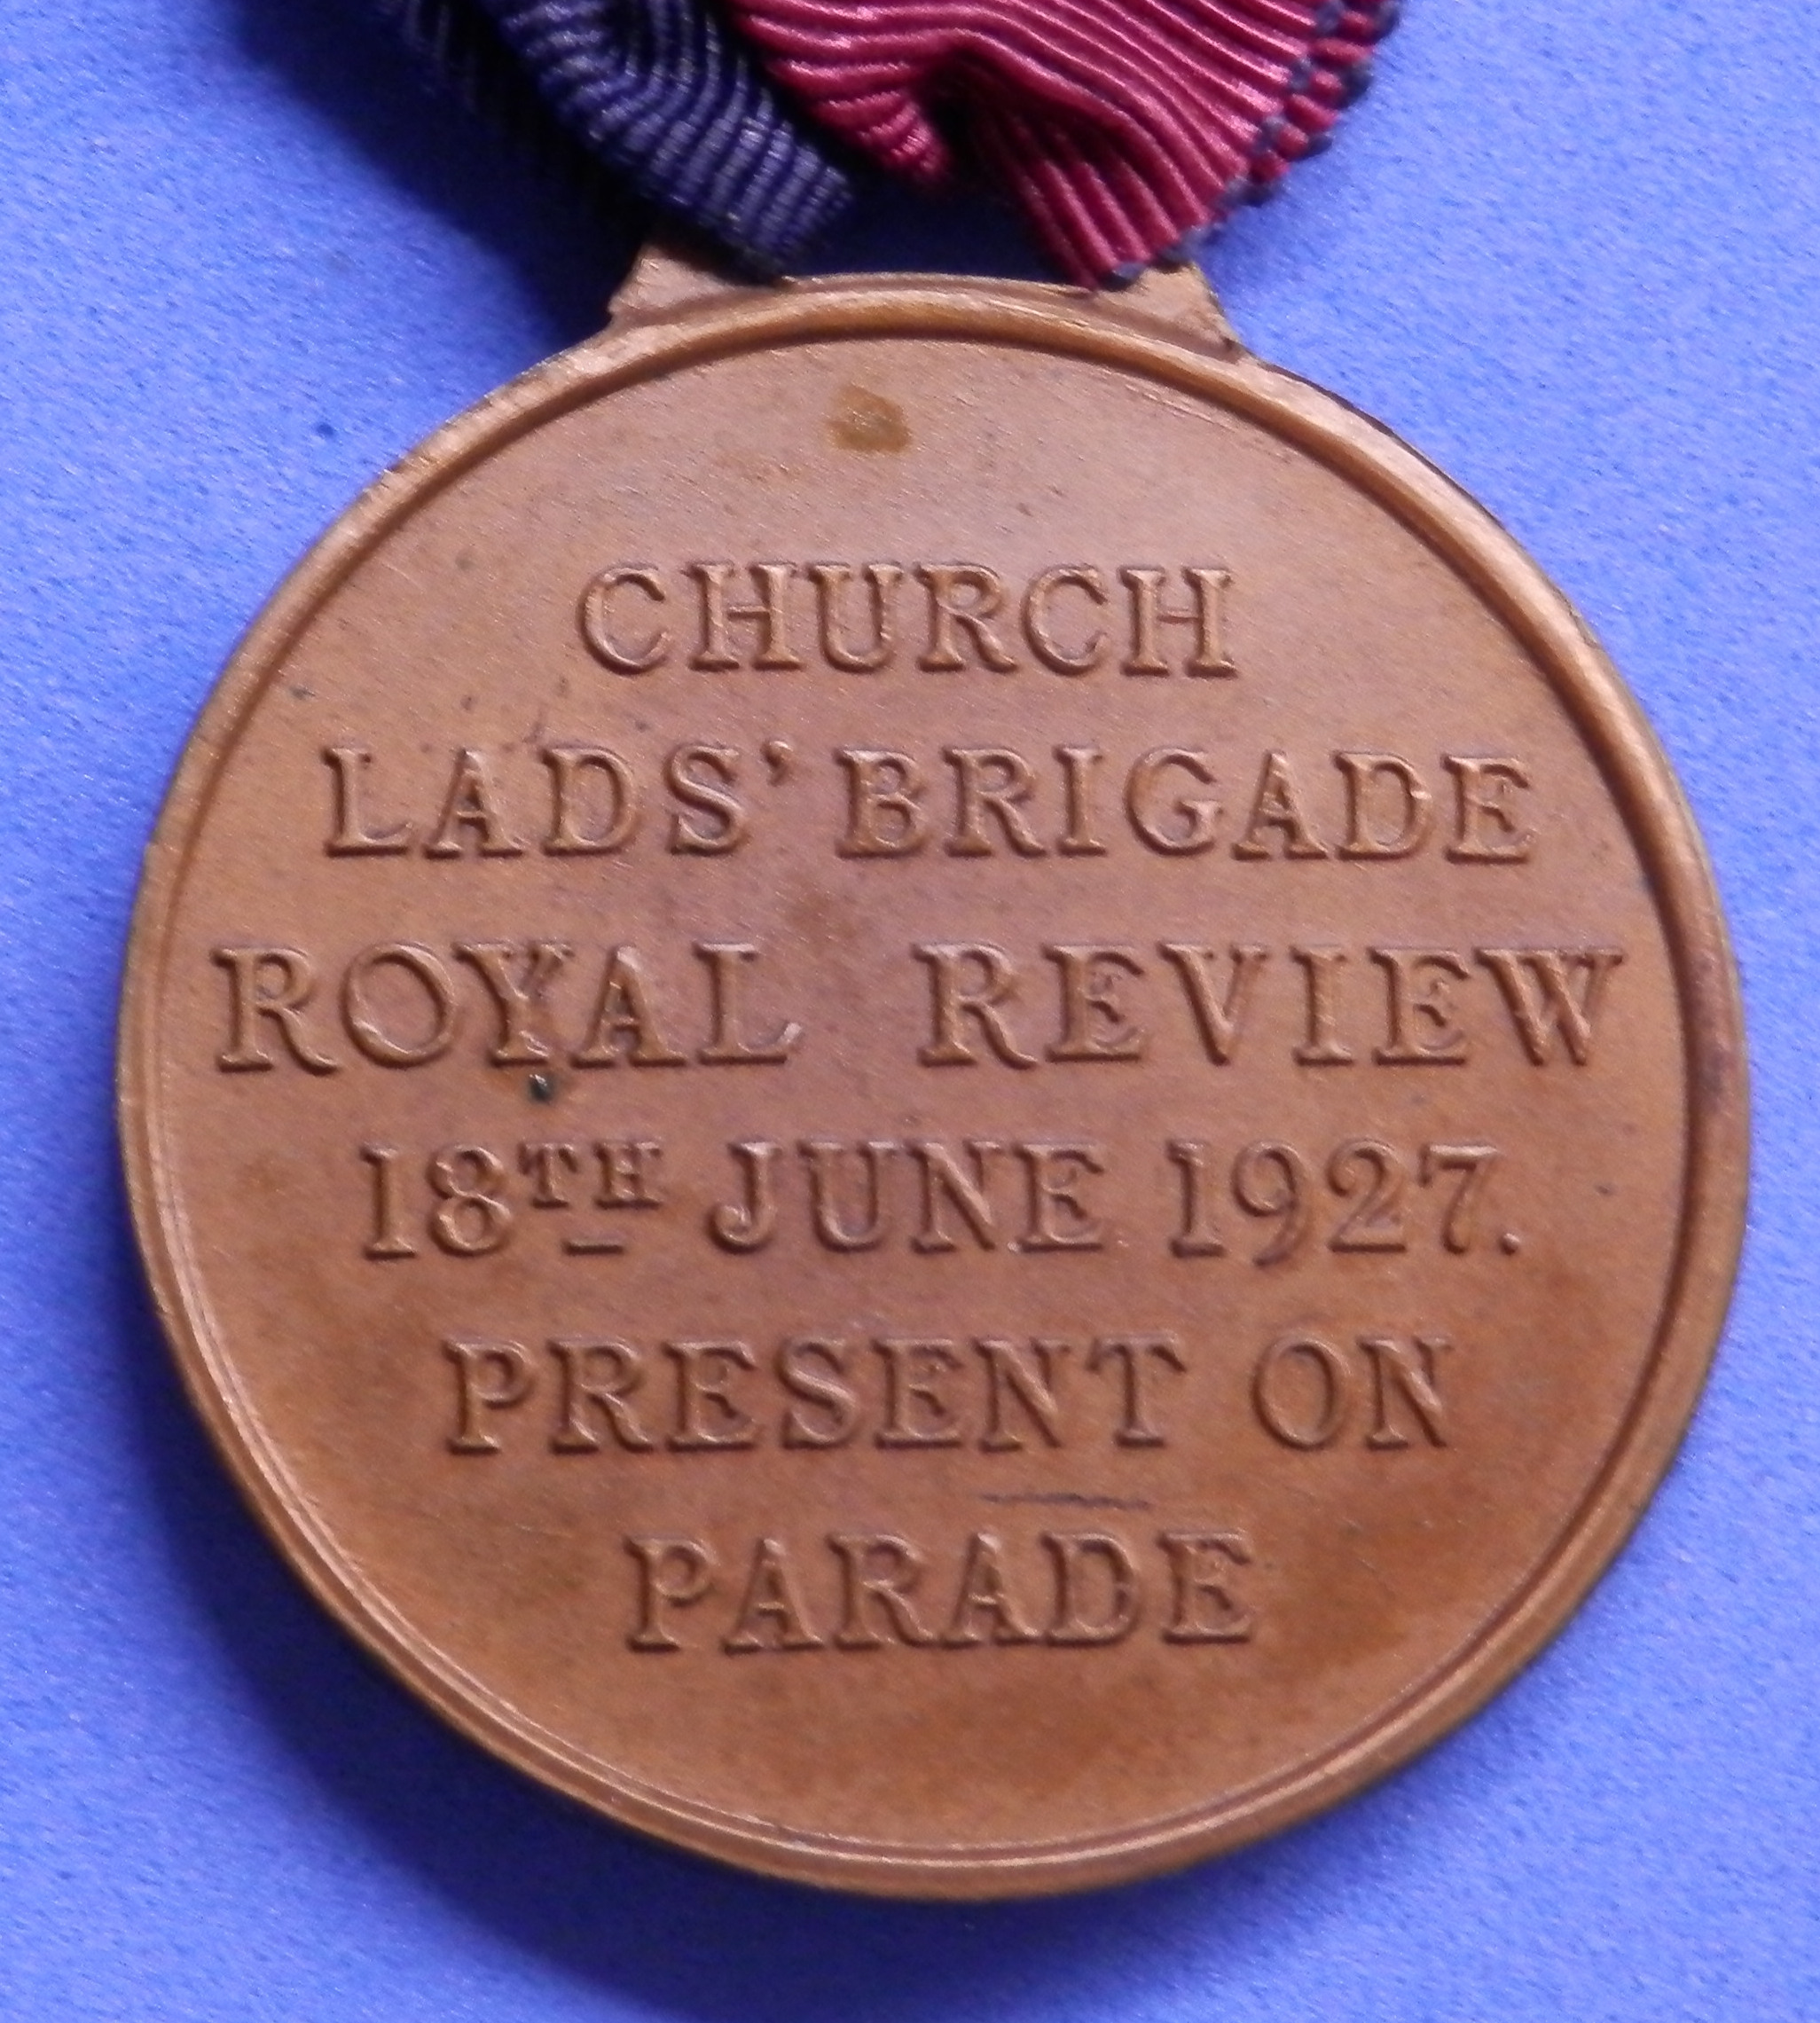 CHURCH
LADS' BRIGADE
ROYAL REVIEW
18TH JUNE 1927.
PRESENT ON
PARADE